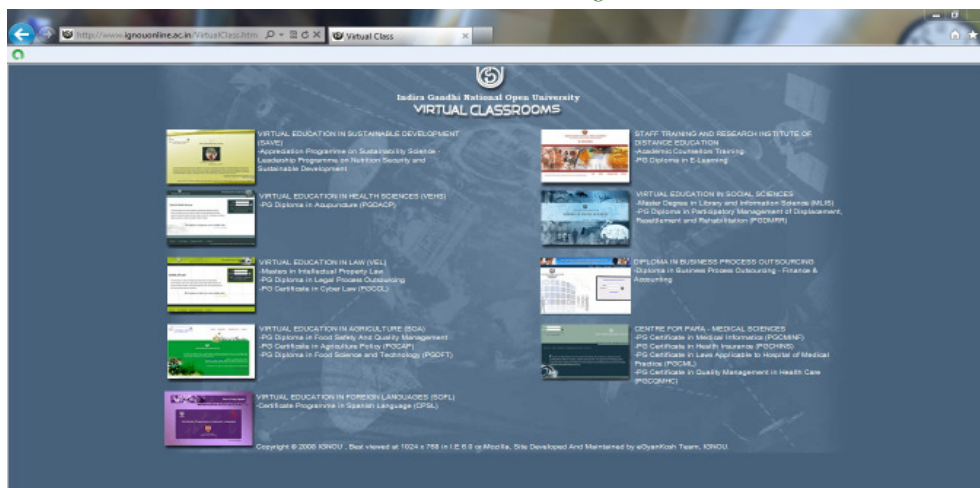 http://www.ignouonline.ac.in/VirtualClass.htm
Virtual Class
Indira Gandhi National Open University
VIRTUAL CLASSROOMS
VIRTUAL EDUCATION IN SUSTAINABLE DEVELOPMENT
(SAVE)
-Appreciation Programme on Sustainability Science -
Leadership Programme on Nutrition Security and
Sustainable Development
VIRTUAL EDUCATION IN HEALTH SCIENCES (VEHS)
-PG Diploma in Acupuncture (PGDACP)
VIRTUAL EDUCATION IN LAW (VEL)
-Masters in Intellectual Property Law
-PG Diploma in Legal Process Outsourcing
-PG Certificate in Cyber Law (PGCCL)
VIRTUAL EDUCATION IN AGRICULTURE (SOA)
-PG Diploma in Food Safety And Quality Management
-PG Certificate in Agriculture Policy (PGCAP)
-PG Diploma in Food Science and Technology (PGDFT)
VIRTUAL EDUCATION IN FOREIGN LANGUAGES (SOFL)
-Certificate Programme in Spanish Language (CPSL)
STAFF TRAINING AND RESEARCH INSTITUTE OF
DISTANCE EDUCATION
-Academic Counsellors Training
-PG Diploma in E-Learning
VIRTUAL EDUCATION IN SOCIAL SCIENCES
-Master Degree in Library and Information Science (MLIS)
-PG Diploma in Participatory Management of Displacement,
Resettlement and Rehabilitation (PGDMRR)
DIPLOMA IN BUSINESS PROCESS OUTSOURCING
-Diploma in Business Process Outsourcing - Finance &
Accounting
CENTRE FOR PARA - MEDICAL SCIENCES
-PG Certificate in Medical Informatics (PGCMINF)
-PG Certificate in Health Insurance (PGCHINS)
-PG Certificate in Laws Applicable to Hospital of Medical
Practice (PGCML)
-PG Certificate in Quality Management in Health Care
(PGCQMHC)
Copyright © 2008 IGNOU , Best viewed at 1024 x 768 in I.E 6.0 or Mozilla, Site Developed And Maintained by eGyanKosh Team, IGNOU.